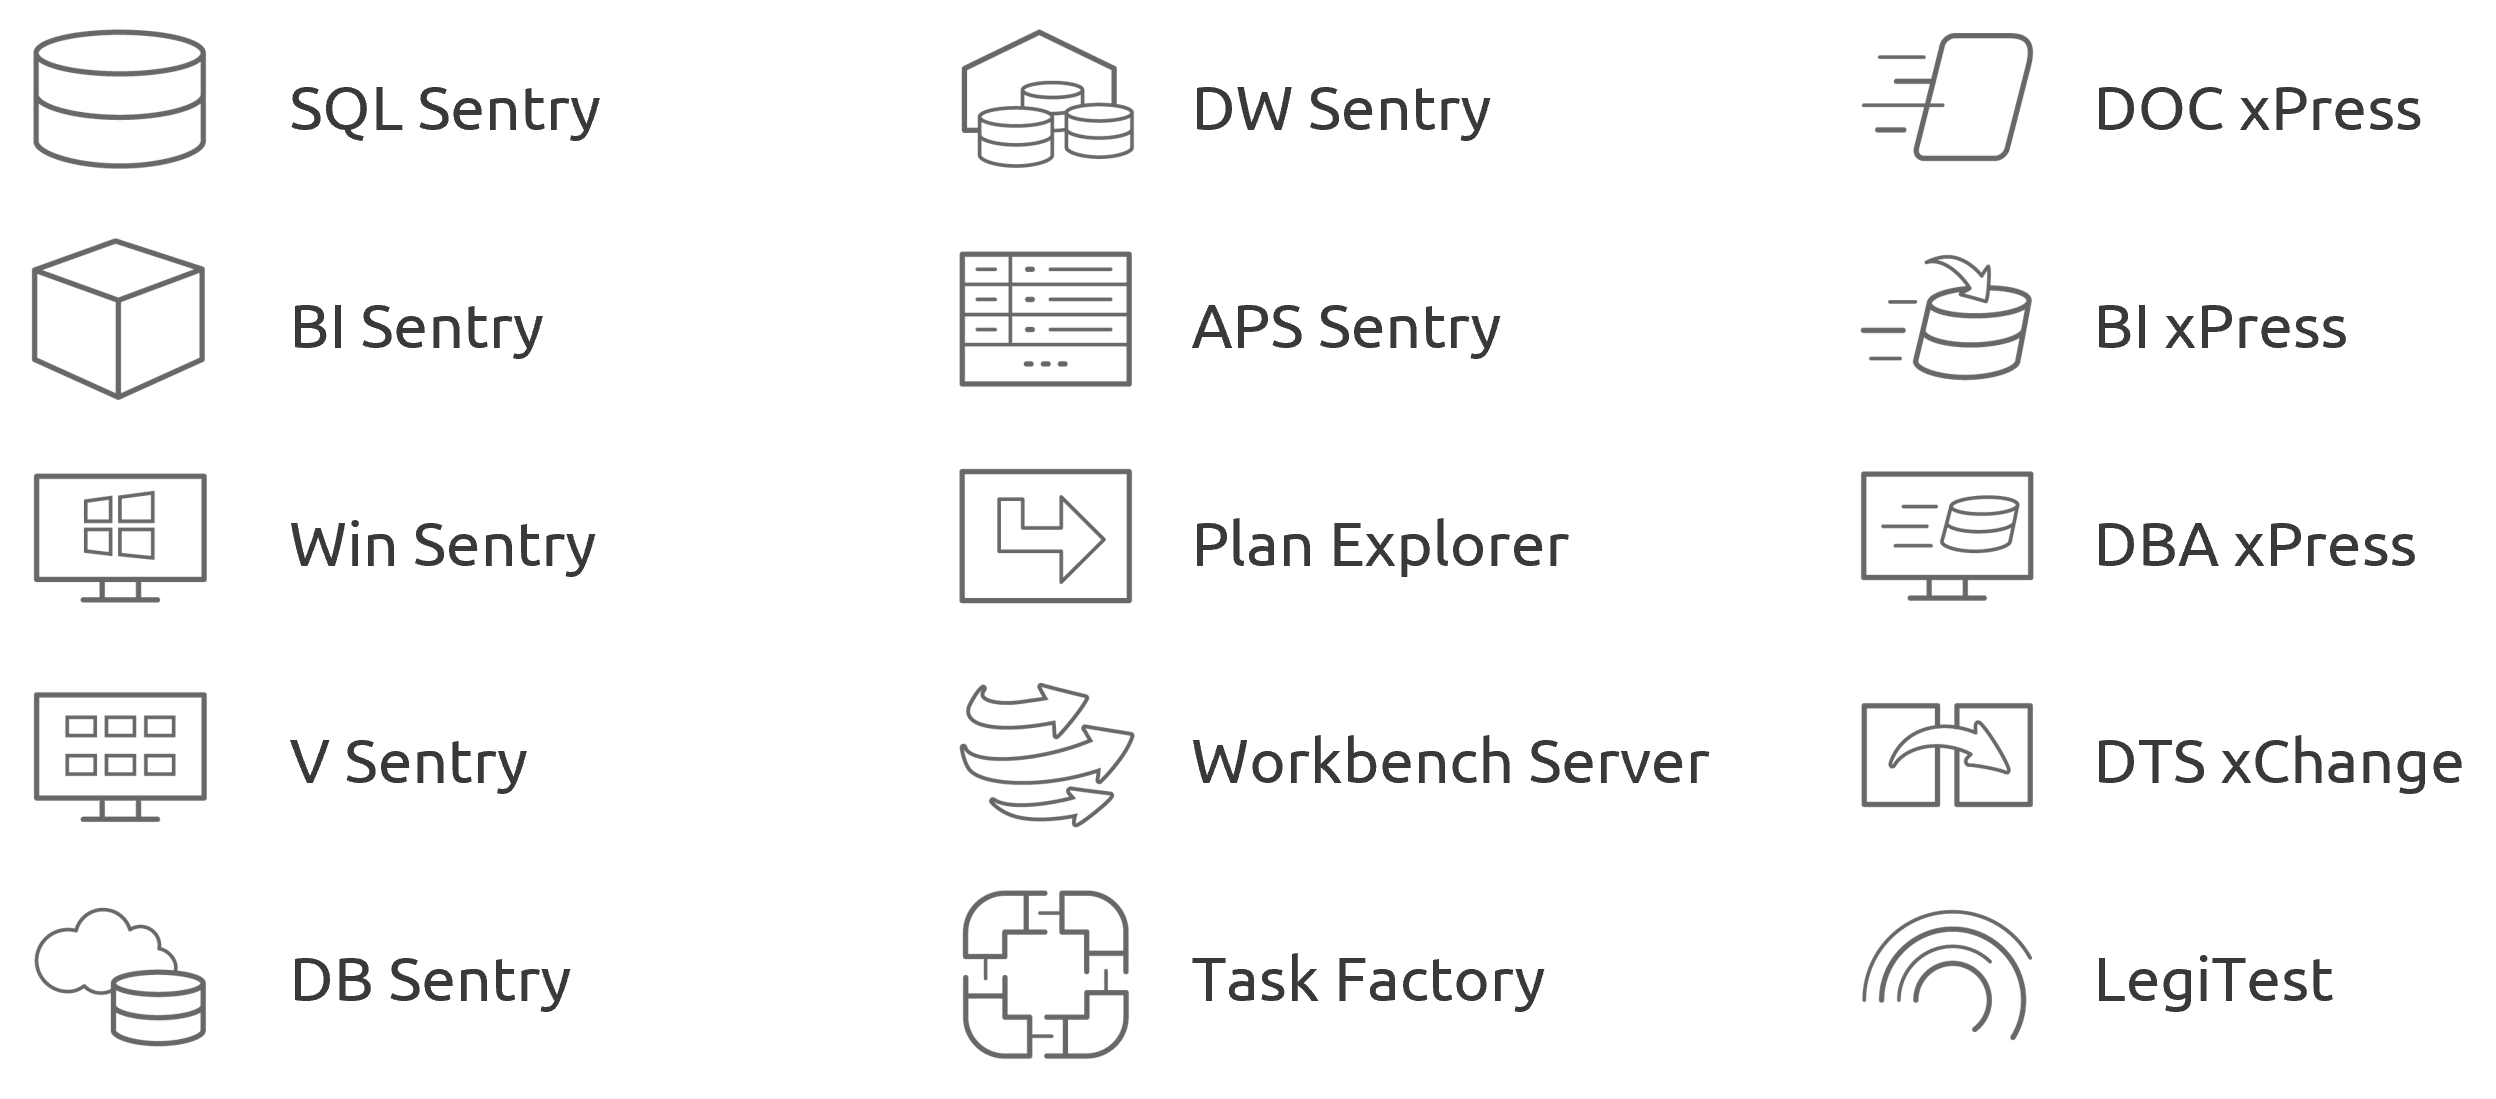 SQL Sentry
DW Sentry
DOC xPress
BI Sentry
APS Sentry
BI xPress
Win Sentry
Plan Explorer
DBA xPress
V Sentry
Workbench Server
DTS xChange
DB Sentry
Task Factory
LegiTest